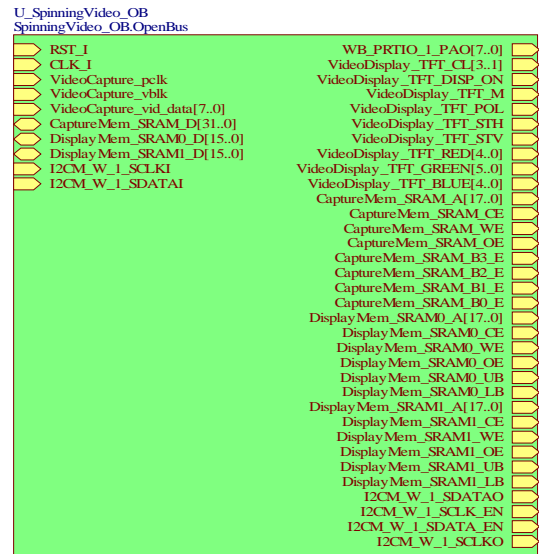 U_SpinningVideo_OB
SpinningVideo_OB.OpenBus
RST_I WB_PRTIO_1_PAO[7..0]
CLK_I VideoDisplay_TFT_CL[3..1]
VideoCapture_pclk VideoDisplay_TFT_DISP_ON
VideoCapture_vblk VideoDisplay_TFT_M
VideoCapture_vid_data[7..0] VideoDisplay_TFT_POL
CaptureMem_SRAM_D[31..0] VideoDisplay_TFT_STH
DisplayMem_SRAM0_D[15..0] VideoDisplay_TFT_STV
DisplayMem_SRAM1_D[15..0] VideoDisplay_TFT_RED[4..0]
I2CM_W_1_SCLKI VideoDisplay_TFT_GREEN[5..0]
I2CM_W_1_SDATAI VideoDisplay_TFT_BLUE[4..0]
CaptureMem_SRAM_A[17..0]
CaptureMem_SRAM_CE
CaptureMem_SRAM_WE
CaptureMem_SRAM_OE
CaptureMem_SRAM_B3_E
CaptureMem_SRAM_B2_E
CaptureMem_SRAM_B1_E
CaptureMem_SRAM_B0_E
DisplayMem_SRAM0_A[17..0]
DisplayMem_SRAM0_CE
DisplayMem_SRAM0_WE
DisplayMem_SRAM0_OE
DisplayMem_SRAM0_UB
DisplayMem_SRAM0_LB
DisplayMem_SRAM1_A[17..0]
DisplayMem_SRAM1_CE
DisplayMem_SRAM1_WE
DisplayMem_SRAM1_OE
DisplayMem_SRAM1_UB
DisplayMem_SRAM1_LB
I2CM_W_1_SDATAO
I2CM_W_1_SCLK_EN
I2CM_W_1_SDATA_EN
I2CM_W_1_SCLKO